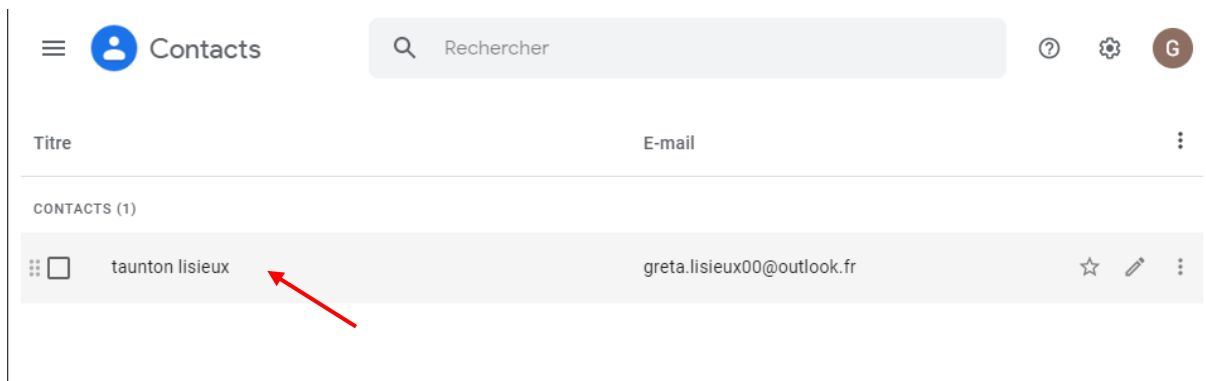 Contacts
Rechercher
G
Titre
E-mail
CONTACTS (1)
taunton lisieux
greta.lisieux00@outlook.fr